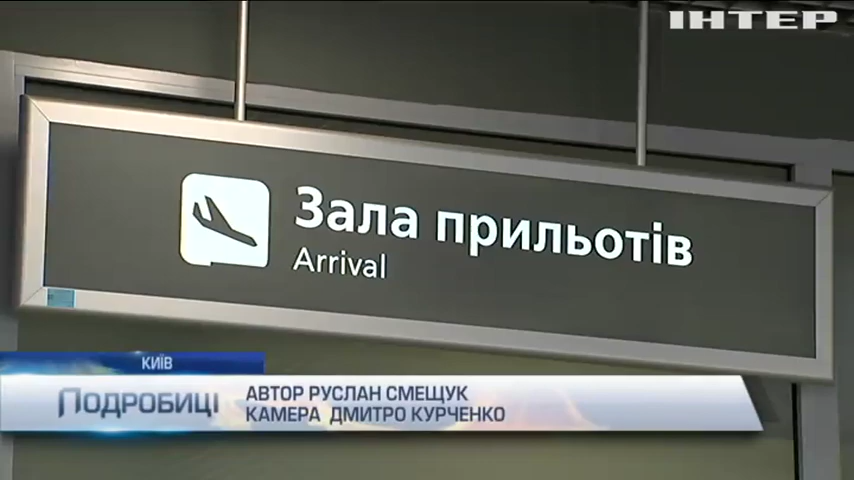 ІНТЕР
Зала прильотів
Arrival
КИЇВ
ПОДРОБИЦІ
АВТОР РУСЛАН СМЕЩУК
КАМЕРА ДМИТРО КУРЧЕНКО